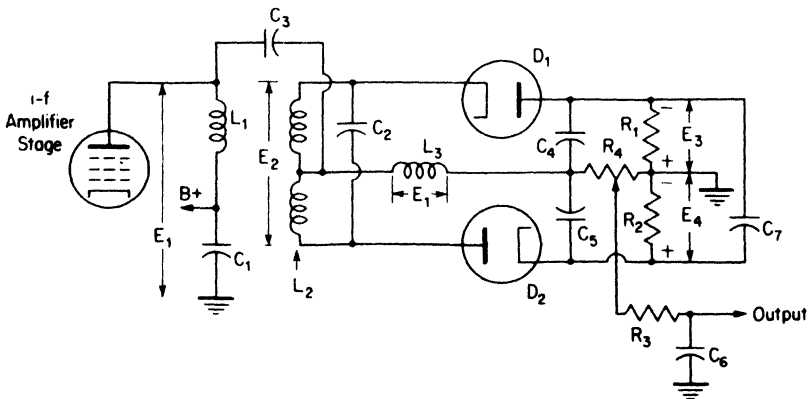 C₃
D₁
i-f
Amplifier
Stage
L₁
E₂
C₂
L₃
C₄
R₄
R₁
E₃
−
+
B+
E₁
E₁
C₅
R₂
E₄
−
+
C₇
C₁
L₂
D₂
R₃
Output
C₆